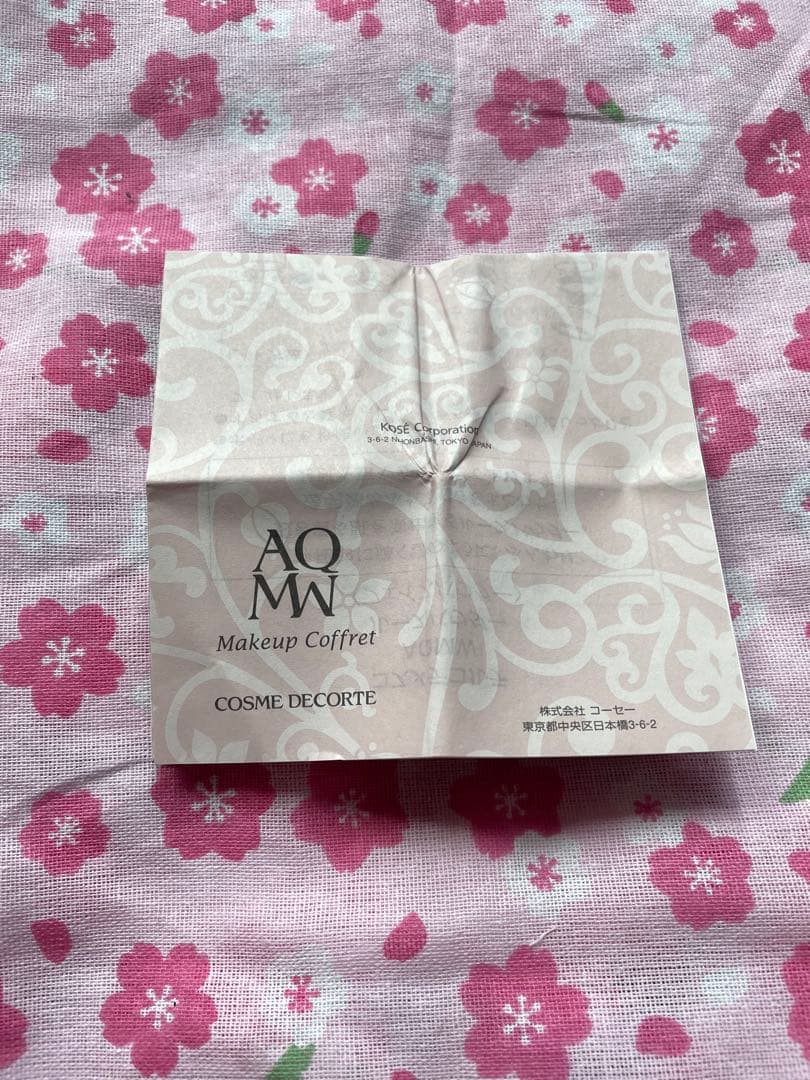 KOSÉ Corporation
3-6-2 NIHONBASHI, TOKYO JAPAN
AQ
MW
Makeup Coffret
COSME DECORTE
株式会社 コーセー
東京都中央区日本橋3-6-2